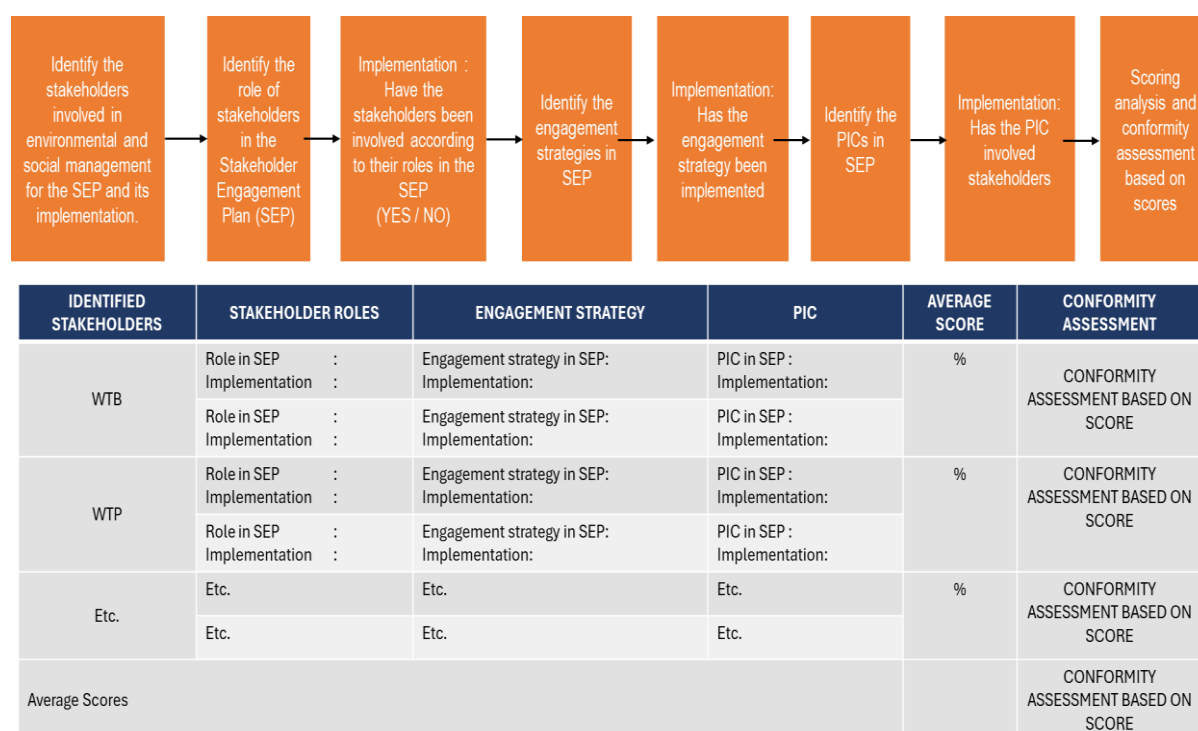 Identify the
stakeholders
involved in
environmental and
social management
for the SEP and its
implementation.
Identify the
role of
stakeholders
in the
Stakeholder
Engagement
Plan (SEP)
Implementation :
Have the
stakeholders been
involved according
to their roles in the
SEP
(YES / NO)
Identify the
engagement
strategies in
SEP
Implementation:
Has the
engagement
strategy been
implemented
Identify the
PICs in
SEP
Implementation:
Has the PIC
involved
stakeholders
Scoring
analysis and
conformity
assessment
based on
scores
IDENTIFIED
STAKEHOLDERS
STAKEHOLDER ROLES
ENGAGEMENT STRATEGY
PIC
AVERAGE
SCORE
CONFORMITY
ASSESSMENT
WTB
Role in SEP :
Implementation :
Engagement strategy in SEP:
Implementation:
PIC in SEP :
Implementation:
%
CONFORMITY
ASSESSMENT BASED ON
SCORE
Role in SEP :
Implementation :
Engagement strategy in SEP:
Implementation:
PIC in SEP :
Implementation:
WTP
Role in SEP :
Implementation :
Engagement strategy in SEP:
Implementation:
PIC in SEP :
Implementation:
%
CONFORMITY
ASSESSMENT BASED ON
SCORE
Role in SEP :
Implementation :
Engagement strategy in SEP:
Implementation:
PIC in SEP :
Implementation:
Etc.
Etc.
Etc.
Etc.
%
CONFORMITY
ASSESSMENT BASED ON
SCORE
Etc.
Etc.
Etc.
Average Scores
CONFORMITY
ASSESSMENT BASED ON
SCORE